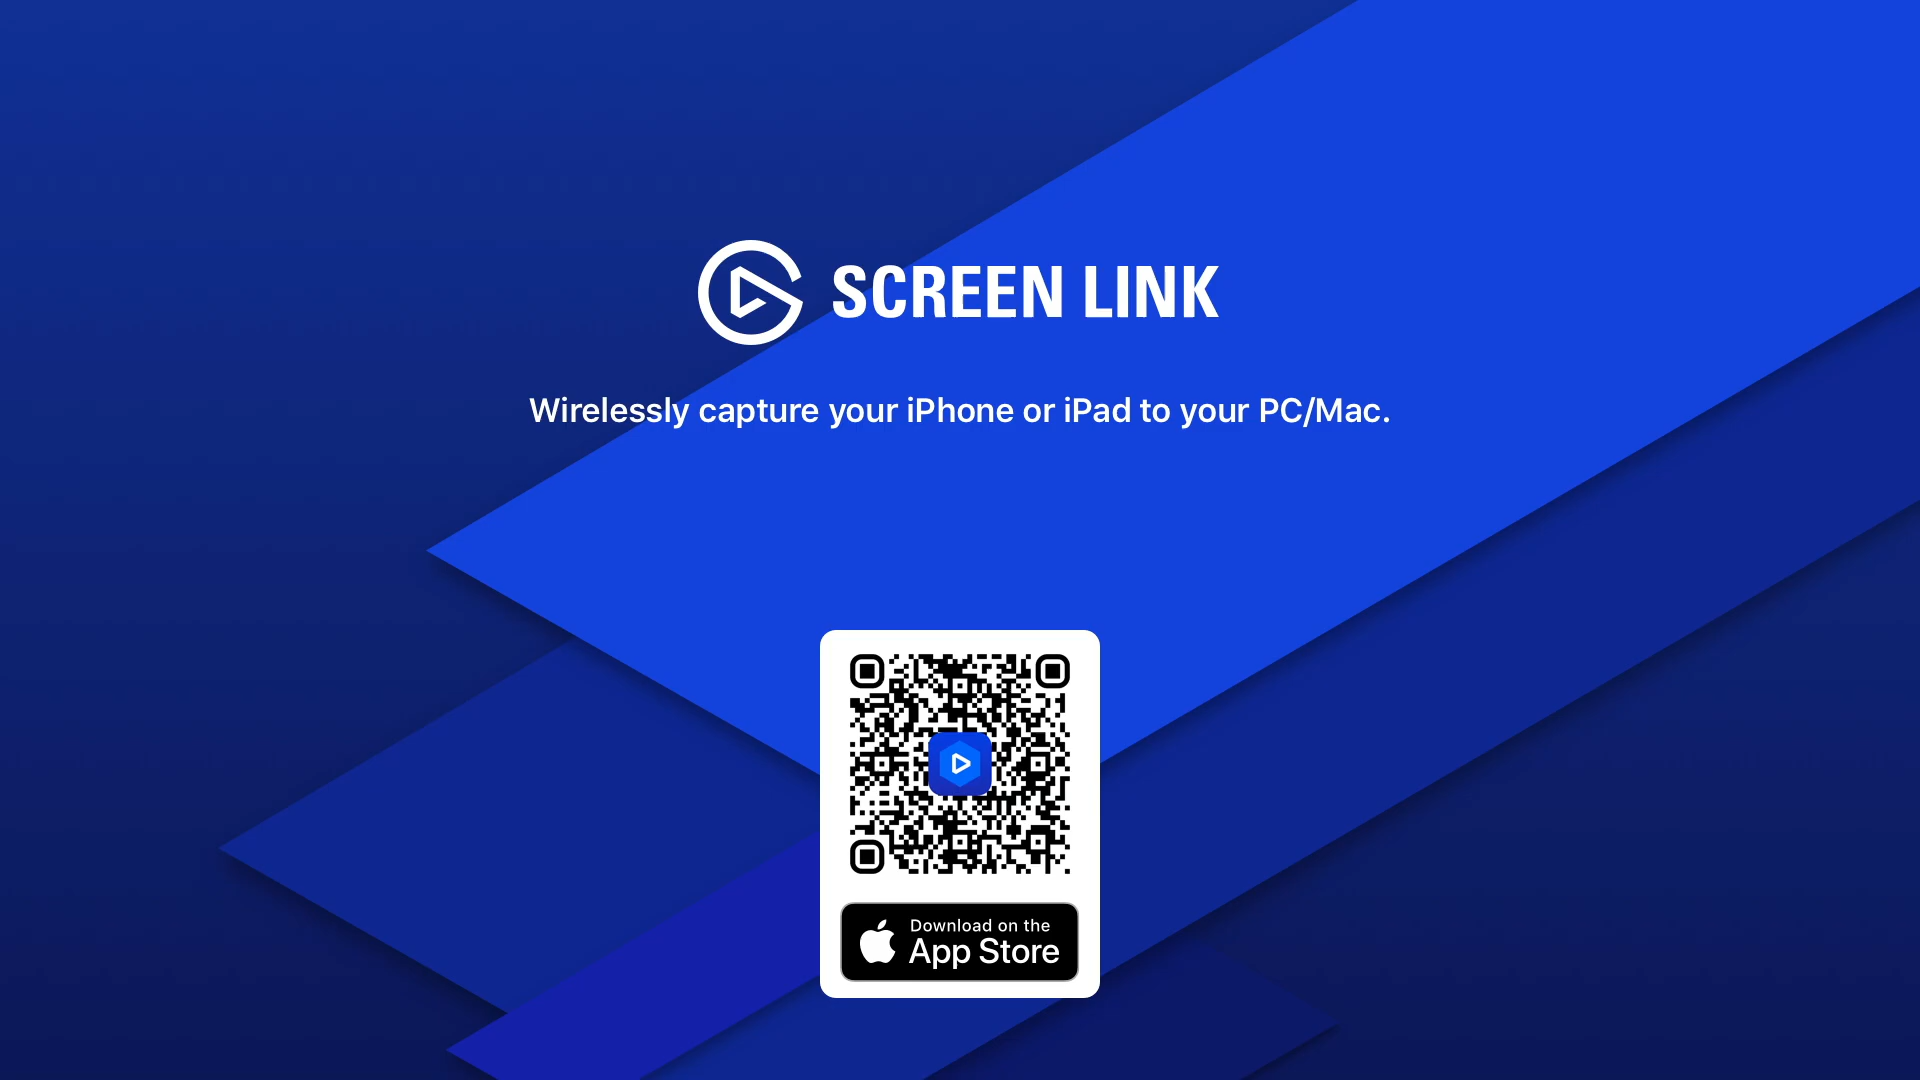 SCREEN LINK
Wirelessly capture your iPhone or iPad to your PC/Mac.
Download on the
App Store